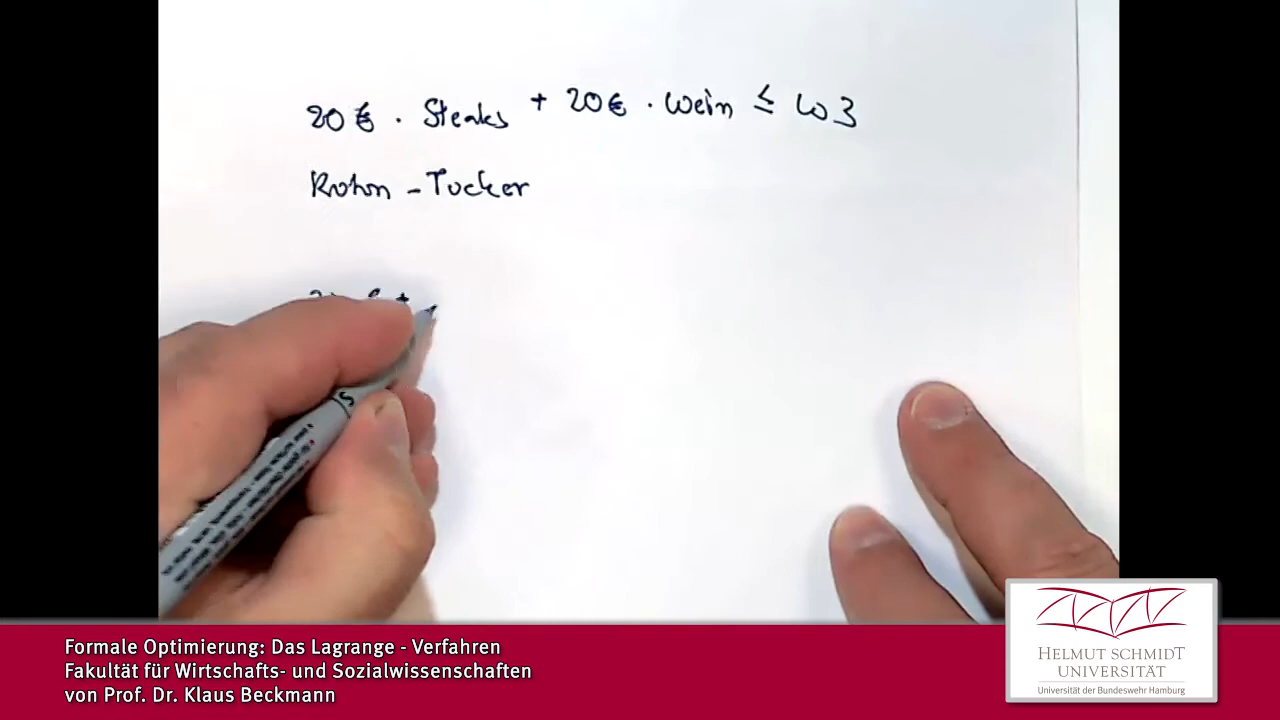 20 € . Steaks + 20 € . Wein ≤ W3
Kuhn - Tucker
S
Formale Optimierung: Das Lagrange - Verfahren
Fakultät für Wirtschafts- und Sozialwissenschaften
von Prof. Dr. Klaus Beckmann
HELMUT SCHMIDT
UNIVERSITÄT
Universität der Bundeswehr Hamburg